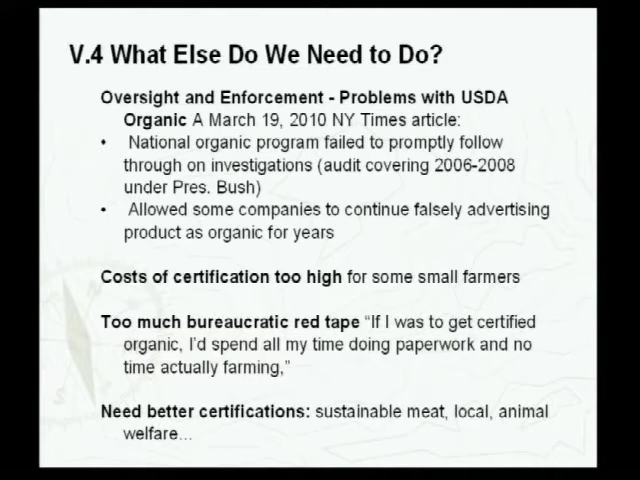 V.4 What Else Do We Need to Do?
Oversight and Enforcement - Problems with USDA
Organic A March 19, 2010 NY Times article:
• National organic program failed to promptly follow
through on investigations (audit covering 2006-2008
under Pres. Bush)
• Allowed some companies to continue falsely advertising
product as organic for years
Costs of certification too high for some small farmers
Too much bureaucratic red tape “If I was to get certified
organic, I’d spend all my time doing paperwork and no
time actually farming,”
Need better certifications: sustainable meat, local, animal
welfare...